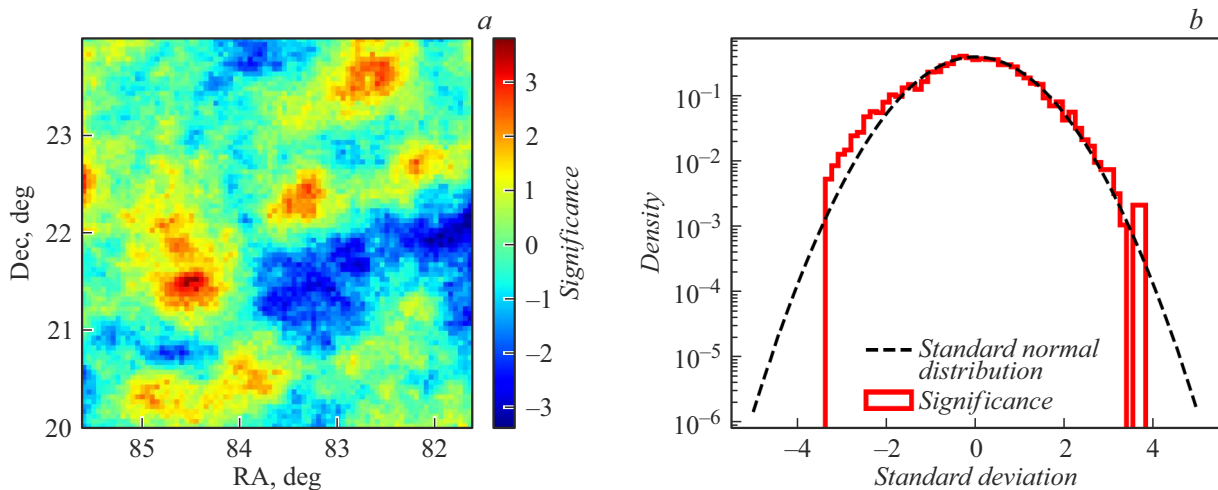 a
3
2
1
0
−1
−2
−3
Significance
23
22
21
20
Dec, deg
85
84
83
82
RA, deg
b
10⁻¹
10⁻²
10⁻³
10⁻⁴
10⁻⁵
10⁻⁶
Density
Standard normal
distribution
Significance
−4
−2
0
2
4
Standard deviation